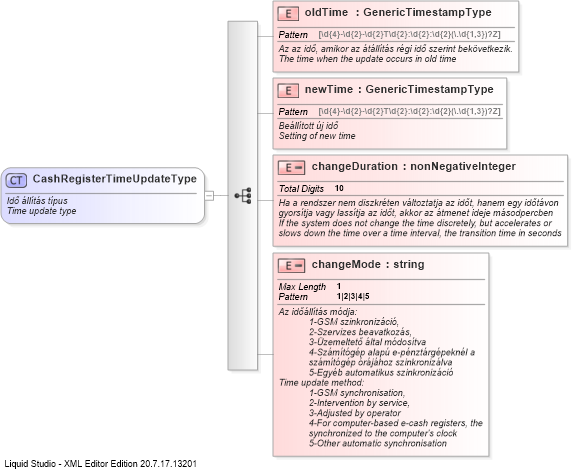 E oldTime : GenericTimestampType
Pattern [\d{4}-\d{2}-\d{2}T\d{2}:\d{2}:\d{2}(\.\d{1,3})?Z]
Az az idő, amikor az átállítás régi idő szerint bekövetkezik.
The time when the update occurs in old time
E newTime : GenericTimestampType
Pattern [\d{4}-\d{2}-\d{2}T\d{2}:\d{2}:\d{2}(\.\d{1,3})?Z]
Beállított új idő
Setting of new time
CT CashRegisterTimeUpdateType
Idő állítás típus
Time update type
E changeDuration : nonNegativeInteger
Total Digits 10
Ha a rendszer nem diszkréten változtatja az időt, hanem egy időtávon
gyorsítja vagy lassítja az időt, akkor az átmenet ideje másodpercben
If the system does not change the time discretely, but accelerates or
slows down the time over a time interval, the transition time in seconds
E changeMode : string
Max Length 1
Pattern 1|2|3|4|5
Az időállítás módja:
1-GSM szinkronizáció,
2-Szervizes beavatkozás,
3-Üzemeltető által módosítva
4-Számítógép alapú e-pénztárgépeknél a
számítógép órájához szinkronizálva
5-Egyéb automatikus szinkronizáció
Time update method:
1-GSM synchronisation,
2-Intervention by service,
3-Adjusted by operator
4-For computer-based e-cash registers, the
synchronized to the computer's clock
5-Other automatic synchronisation
Liquid Studio - XML Editor Edition 20.7.17.13201